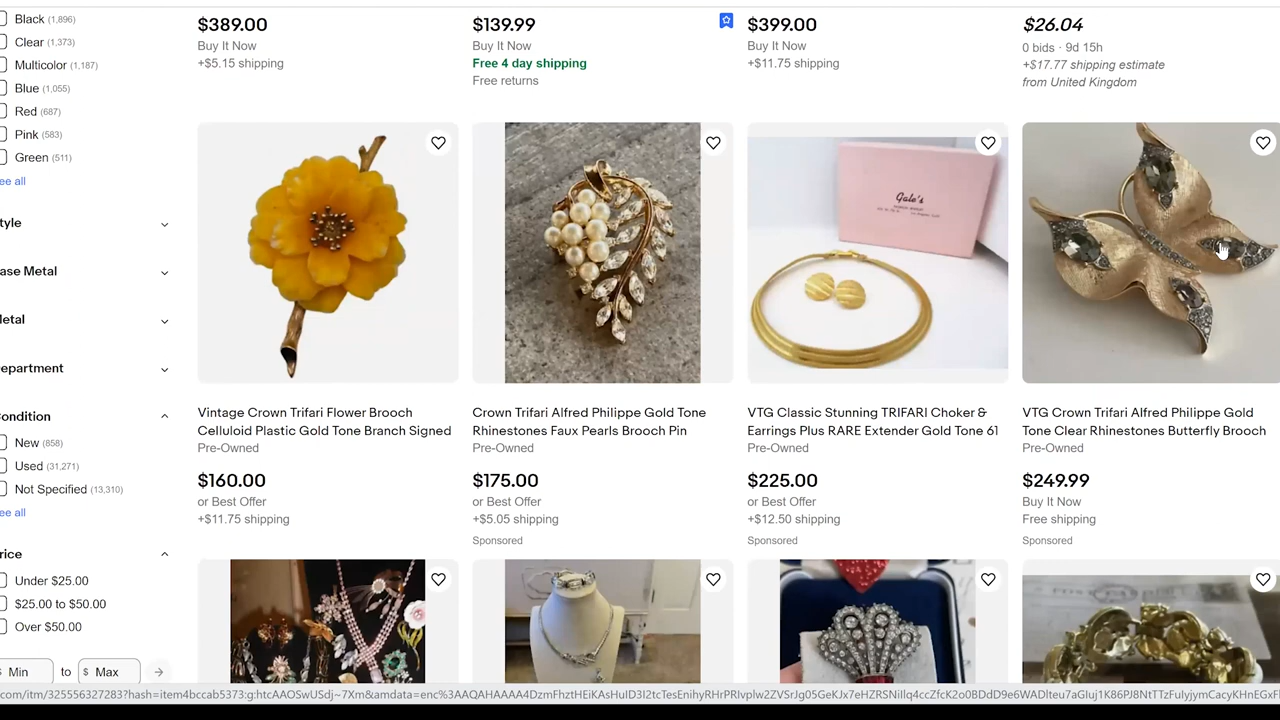 Black (1,896)
Clear (1,373)
Multicolor (1,187)
Blue (1,055)
Red (687)
Pink (583)
Green (511)
ee all
tyle
ase Metal
Metal
epartment
Condition
New (858)
Used (31,271)
Not Specified (13,310)
ee all
rice
Under $25.00
$25.00 to $50.00
Over $50.00
$ Min to $ Max
$389.00
Buy It Now
+$5.15 shipping
$139.99
Buy It Now
Free 4 day shipping
Free returns
$399.00
Buy It Now
+$11.75 shipping
$26.04
0 bids · 9d 15h
+$17.77 shipping estimate
from United Kingdom
Gale's
Vintage Crown Trifari Flower Brooch
Celluloid Plastic Gold Tone Branch Signed
Pre-Owned
$160.00
or Best Offer
+$11.75 shipping
Crown Trifari Alfred Philippe Gold Tone
Rhinestones Faux Pearls Brooch Pin
Pre-Owned
$175.00
or Best Offer
+$5.05 shipping
Sponsored
VTG Classic Stunning TRIFARI Choker &
Earrings Plus RARE Extender Gold Tone 61
Pre-Owned
$225.00
or Best Offer
+$12.50 shipping
Sponsored
VTG Crown Trifari Alfred Philippe Gold
Tone Clear Rhinestones Butterfly Brooch
Pre-Owned
$249.99
Buy It Now
Free shipping
Sponsored